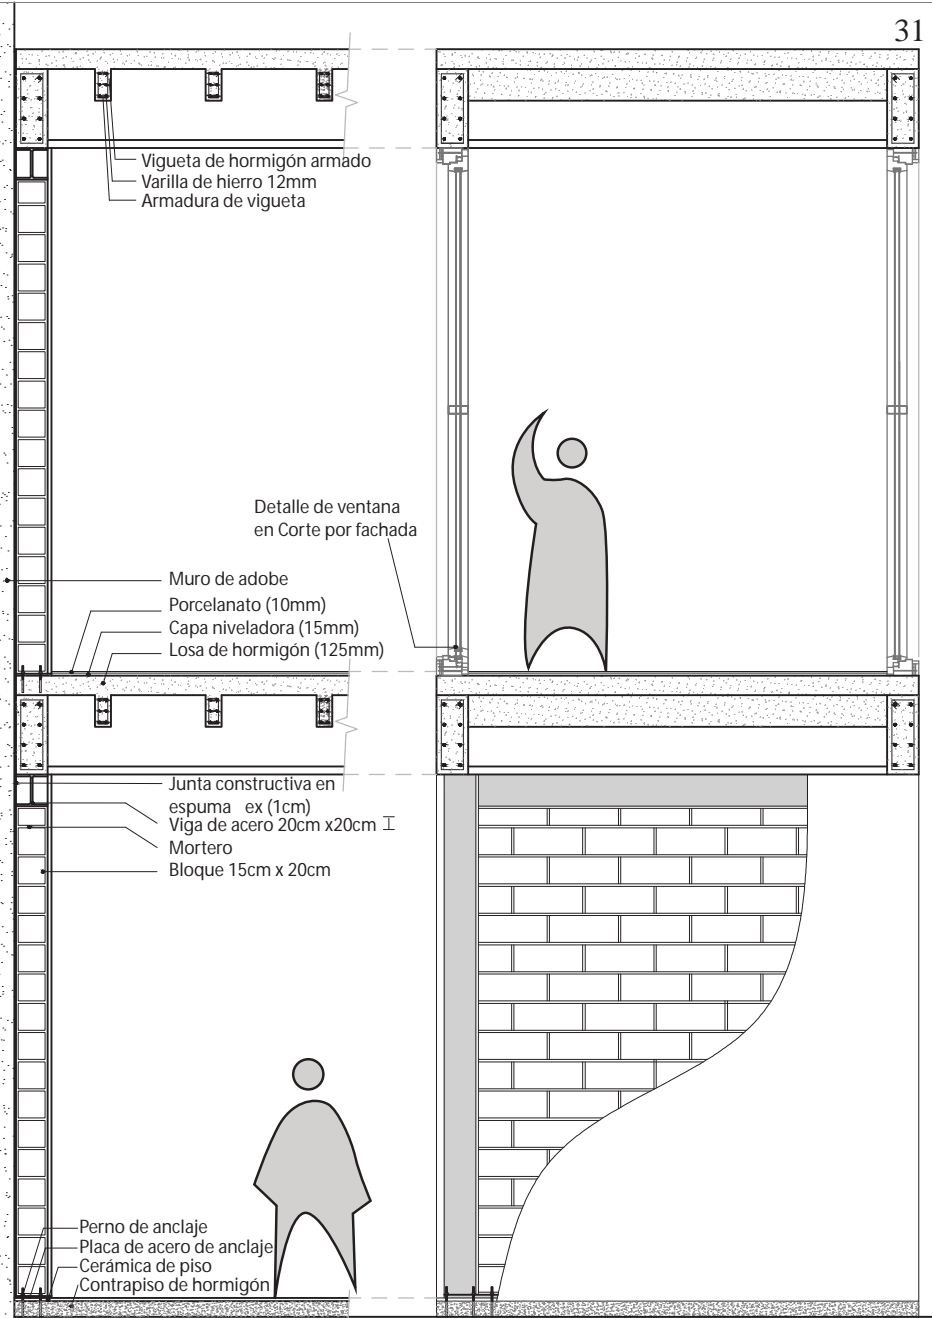 31
Vigueta de hormigón armado
Varilla de hierro 12mm
Armadura de vigueta
Detalle de ventana
en Corte por fachada
Muro de adobe
Porcelanato (10mm)
Capa niveladora (15mm)
Losa de hormigón (125mm)
Junta constructiva en
espuma ex (1cm)
Viga de acero 20cm x20cm
Mortero
Bloque 15cm x 20cm
Perno de anclaje
Placa de acero de anclaje
Cerámica de piso
Contrapiso de hormigón